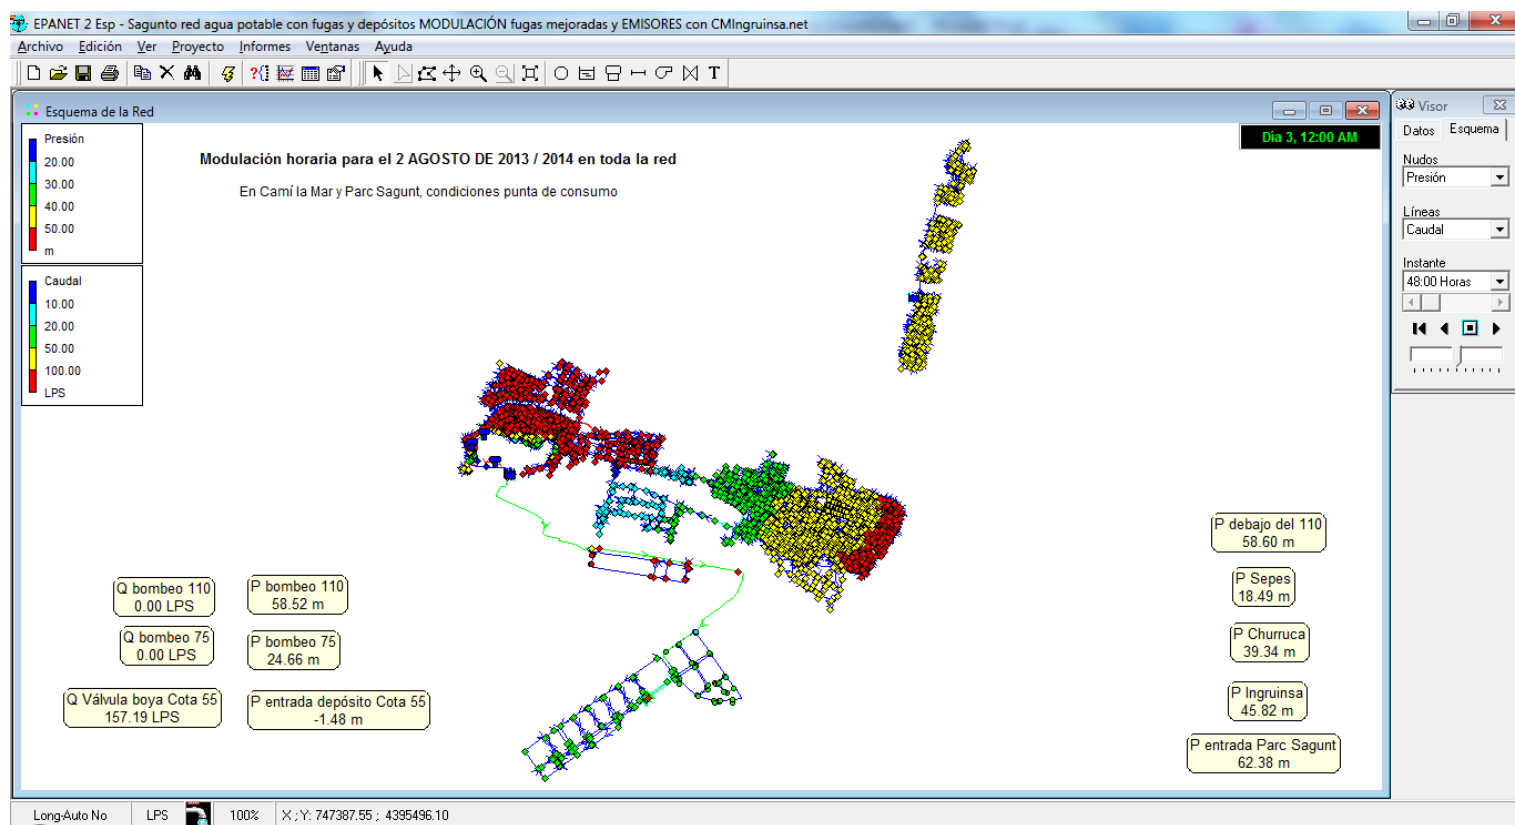 EPANET 2 Esp - Sagunto red agua potable con fugas y depósitos MODULACIÓN fugas mejoradas y EMISORES con CMIngruinsa.net
Archivo Edición Ver Proyecto Informes Ventanas Ayuda
T
Esquema de la Red
Presión
20.00
30.00
40.00
50.00
m
Caudal
10.00
20.00
50.00
100.00
LPS
Modulación horaria para el 2 AGOSTO DE 2013 / 2014 en toda la red
En Camí la Mar y Parc Sagunt, condiciones punta de consumo
Día 3, 12:00 AM
Q bombeo 110
0.00 LPS
P bombeo 110
58.52 m
Q bombeo 75
0.00 LPS
P bombeo 75
24.66 m
Q Válvula boya Cota 55
157.19 LPS
P entrada depósito Cota 55
-1.48 m
P debajo del 110
58.60 m
P Sepes
18.49 m
P Churruca
39.34 m
P Ingruinsa
45.82 m
P entrada Parc Sagunt
62.38 m
Visor
Datos Esquema
Nudos
Presión
Líneas
Caudal
Instante
48:00 Horas
Long-Auto No LPS 100% X ; Y: 747387.55 ; 4395496.10